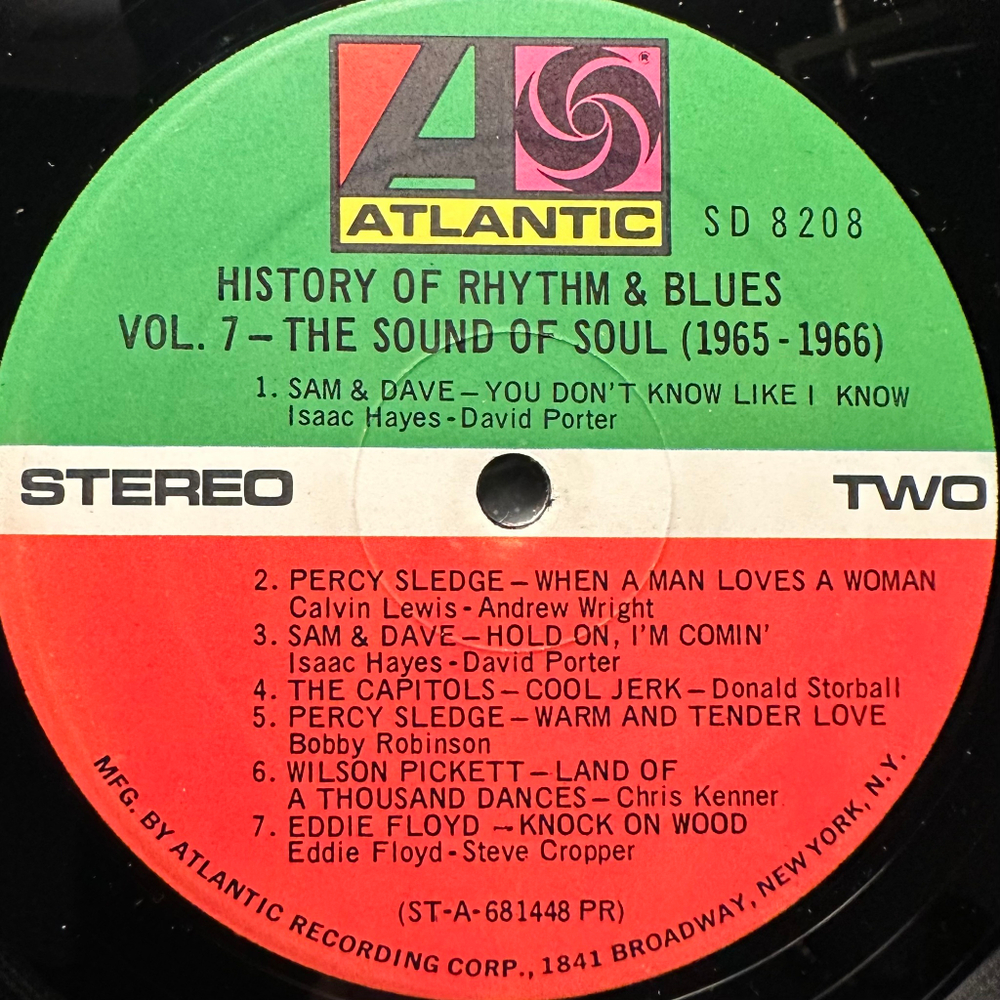 ®
ATLANTIC
SD 8208
HISTORY OF RHYTHM & BLUES
VOL. 7 – THE SOUND OF SOUL (1965-1966)
1. SAM & DAVE – YOU DON'T KNOW LIKE I KNOW
Isaac Hayes-David Porter
STEREO
TWO
2. PERCY SLEDGE – WHEN A MAN LOVES A WOMAN
Calvin Lewis-Andrew Wright
3. SAM & DAVE – HOLD ON, I'M COMIN'
Isaac Hayes-David Porter
4. THE CAPITOLS – COOL JERK – Donald Storball
5. PERCY SLEDGE – WARM AND TENDER LOVE
Bobby Robinson
6. WILSON PICKETT – LAND OF
A THOUSAND DANCES – Chris Kenner
7. EDDIE FLOYD – KNOCK ON WOOD
Eddie Floyd-Steve Cropper
(ST-A-681448 PR)
MFG. BY ATLANTIC RECORDING CORP., 1841 BROADWAY, NEW YORK, N.Y.